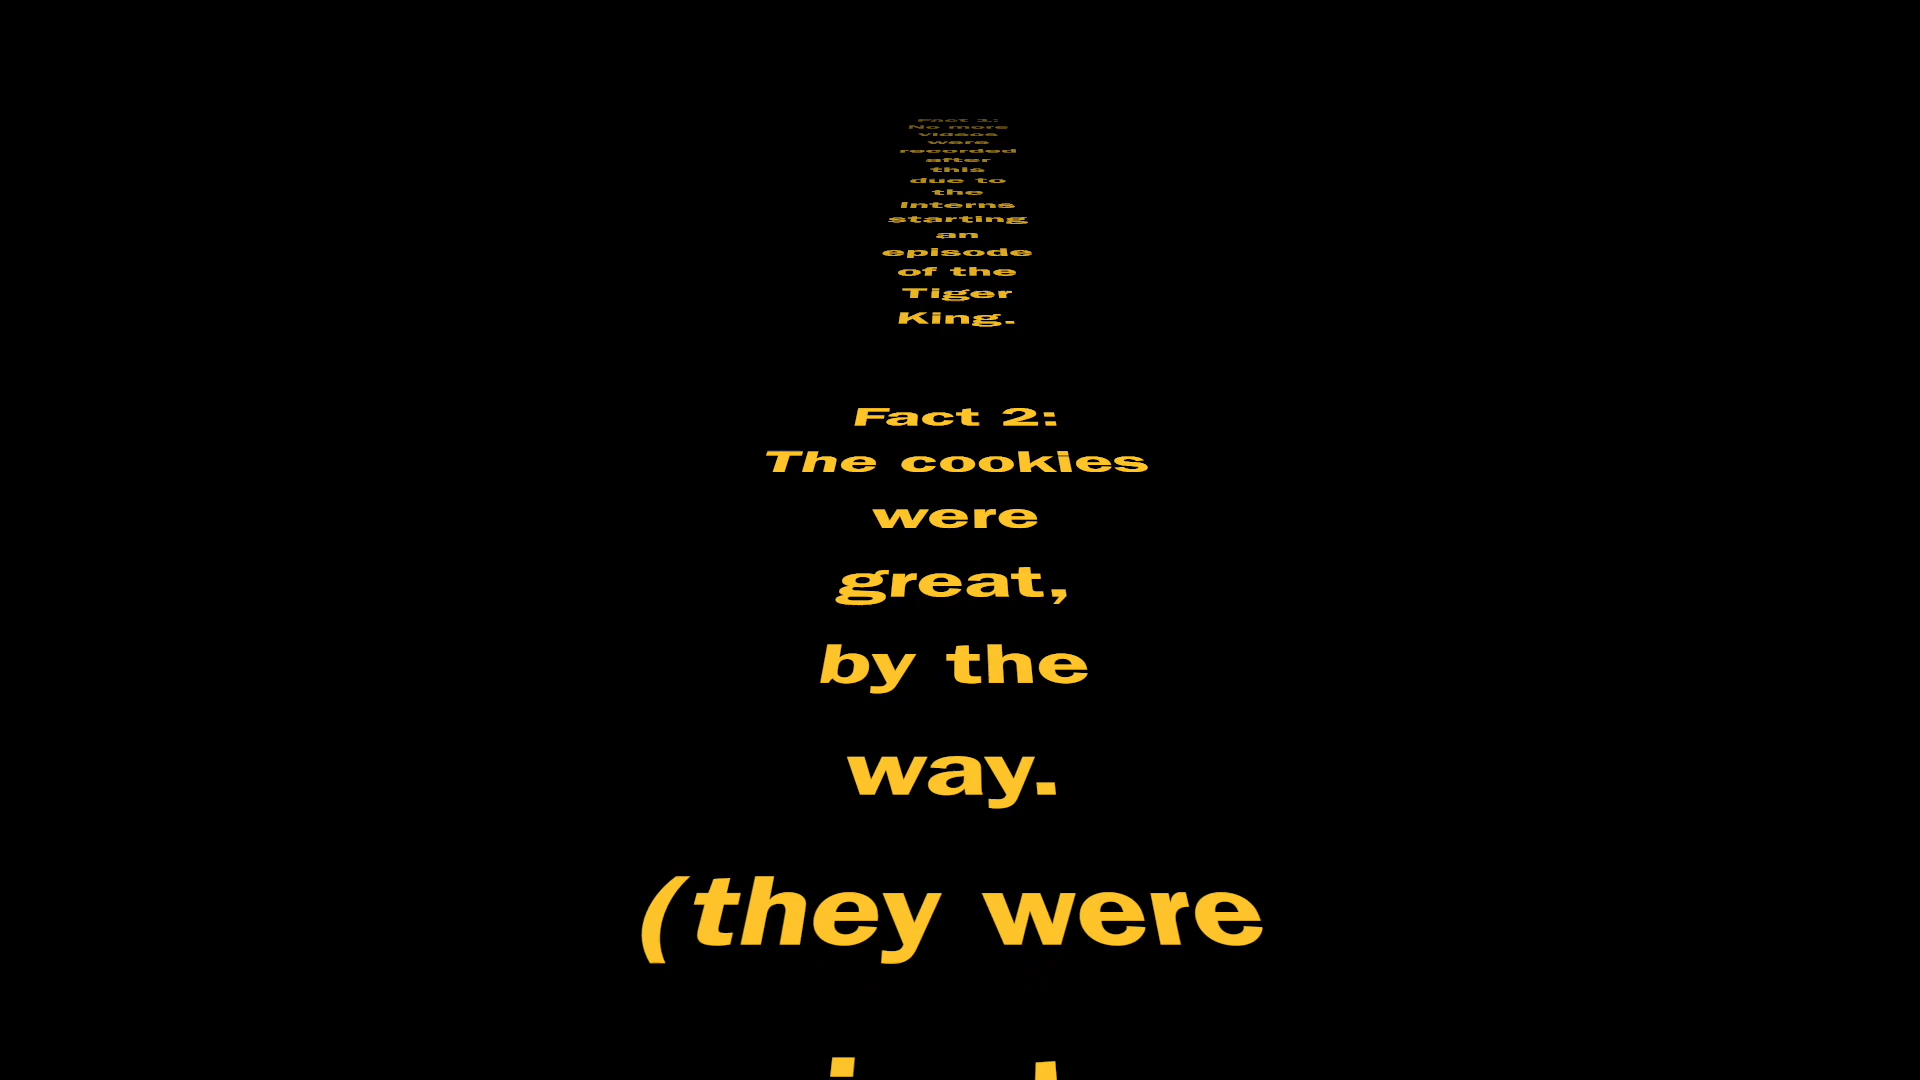 Fact 1:
No more
videos
were
recorded
after
this
due to
the
Interns
starting
an
episode
of the
Tiger
King.
Fact 2:
The cookies
were
great,
by the
way.
(they were